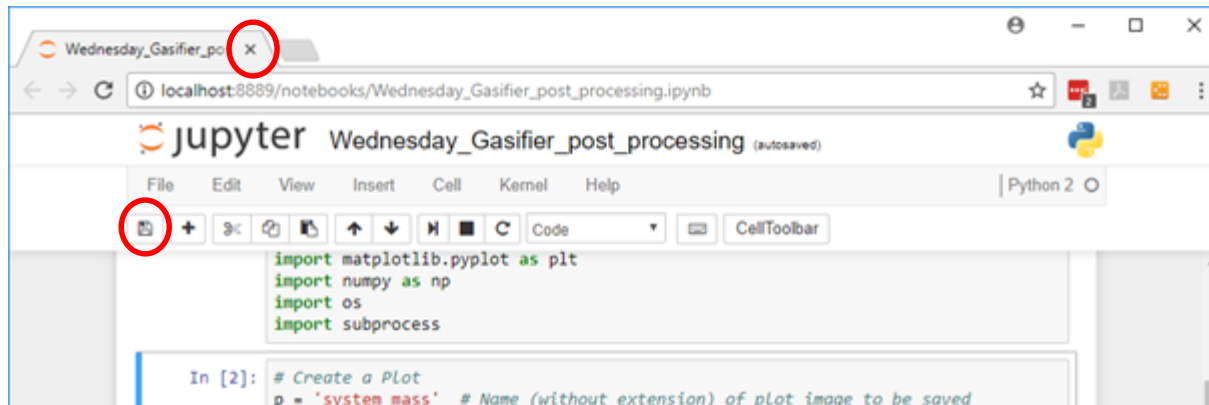 Wednesday_Gasifier_po
localhost:8889/notebooks/Wednesday_Gasifier_post_processing.ipynb
2
jupyter Wednesday_Gasifier_post_processing (autosaved)
File Edit View Insert Cell Kernel Help Python 2
Code CellToolbar
import matplotlib.pyplot as plt
import numpy as np
import os
import subprocess
In [2]: # Create a Plot
p = 'system_mass' # Name (without extension) of plot image to be saved